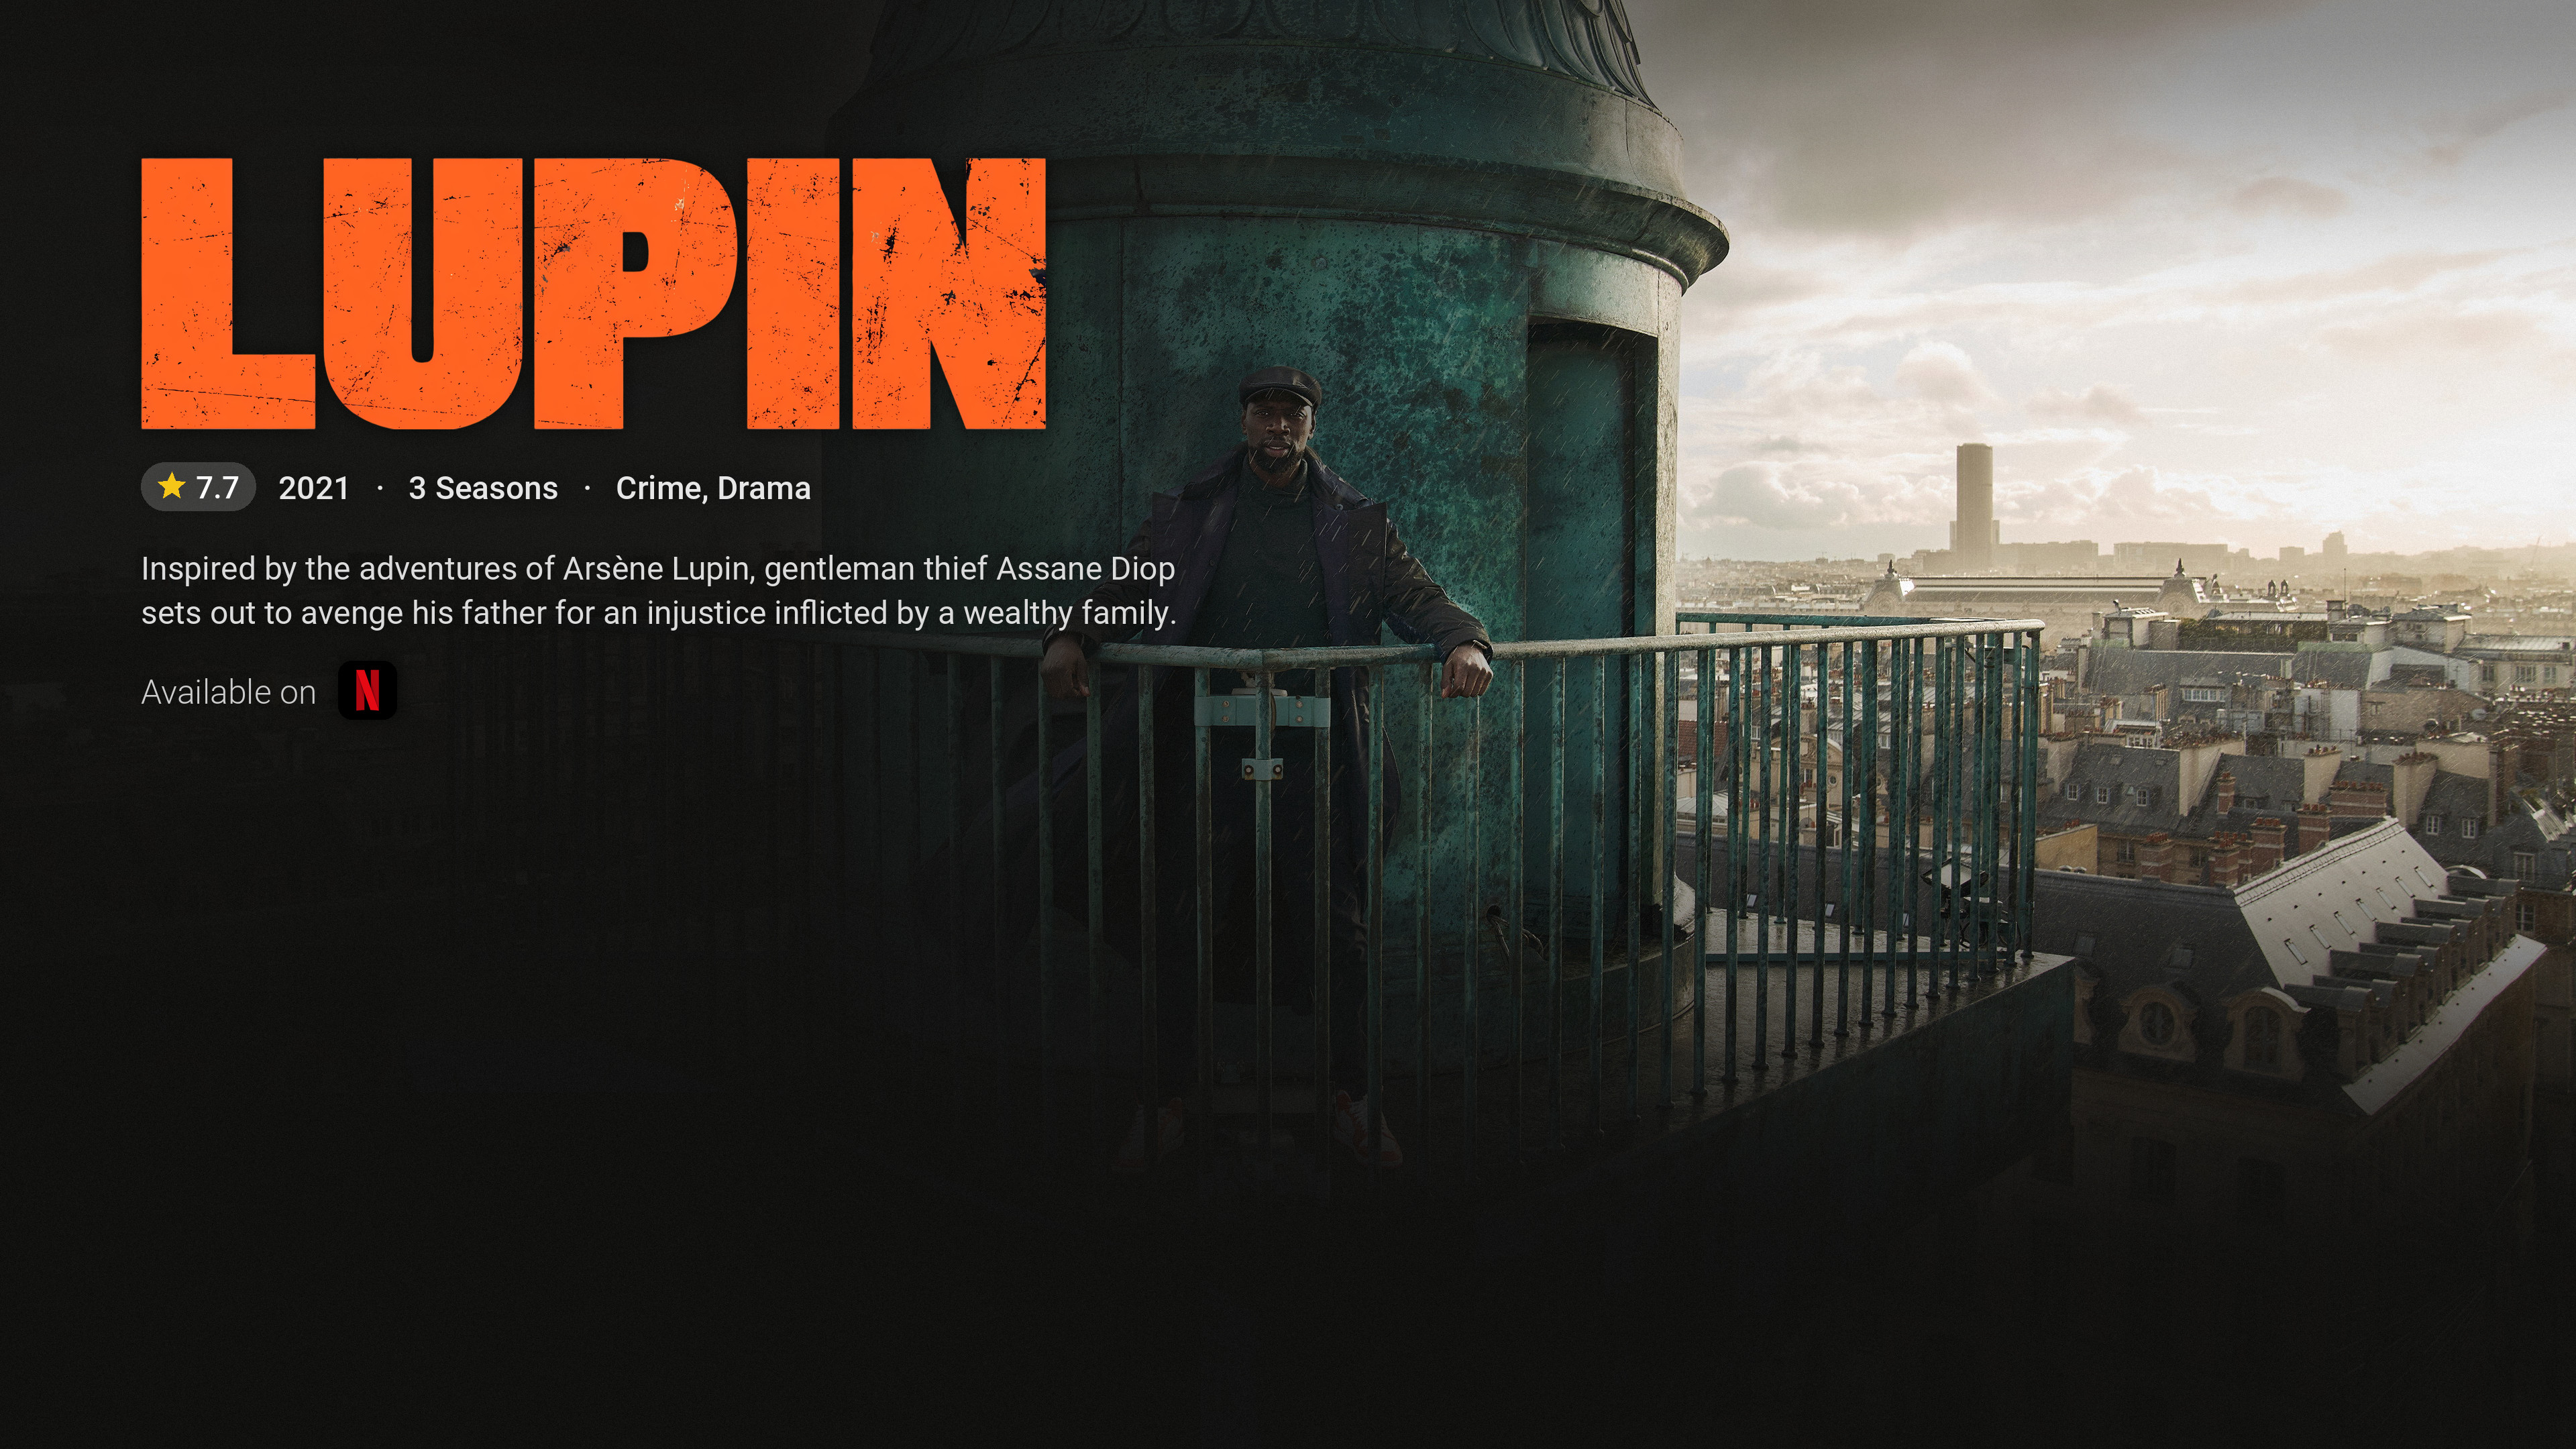 LUPIN
7.7 2021 · 3 Seasons · Crime, Drama
Inspired by the adventures of Arsène Lupin, gentleman thief Assane Diop
sets out to avenge his father for an injustice inflicted by a wealthy family.
Available on N